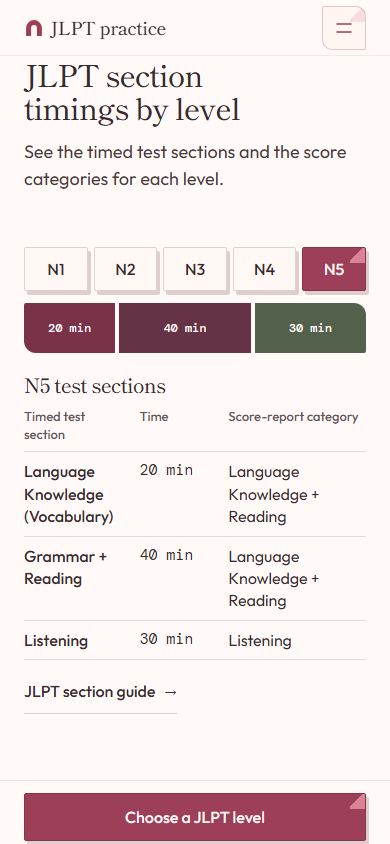 JLPT practice
JLPT section
timings by level
See the timed test sections and the score
categories for each level.
N1 N2 N3 N4 N5
20 min 40 min 30 min
N5 test sections
Timed test section Time Score-report category
Language Knowledge (Vocabulary) 20 min Language Knowledge + Reading
Grammar + Reading 40 min Language Knowledge + Reading
Listening 30 min Listening
JLPT section guide →
Choose a JLPT level